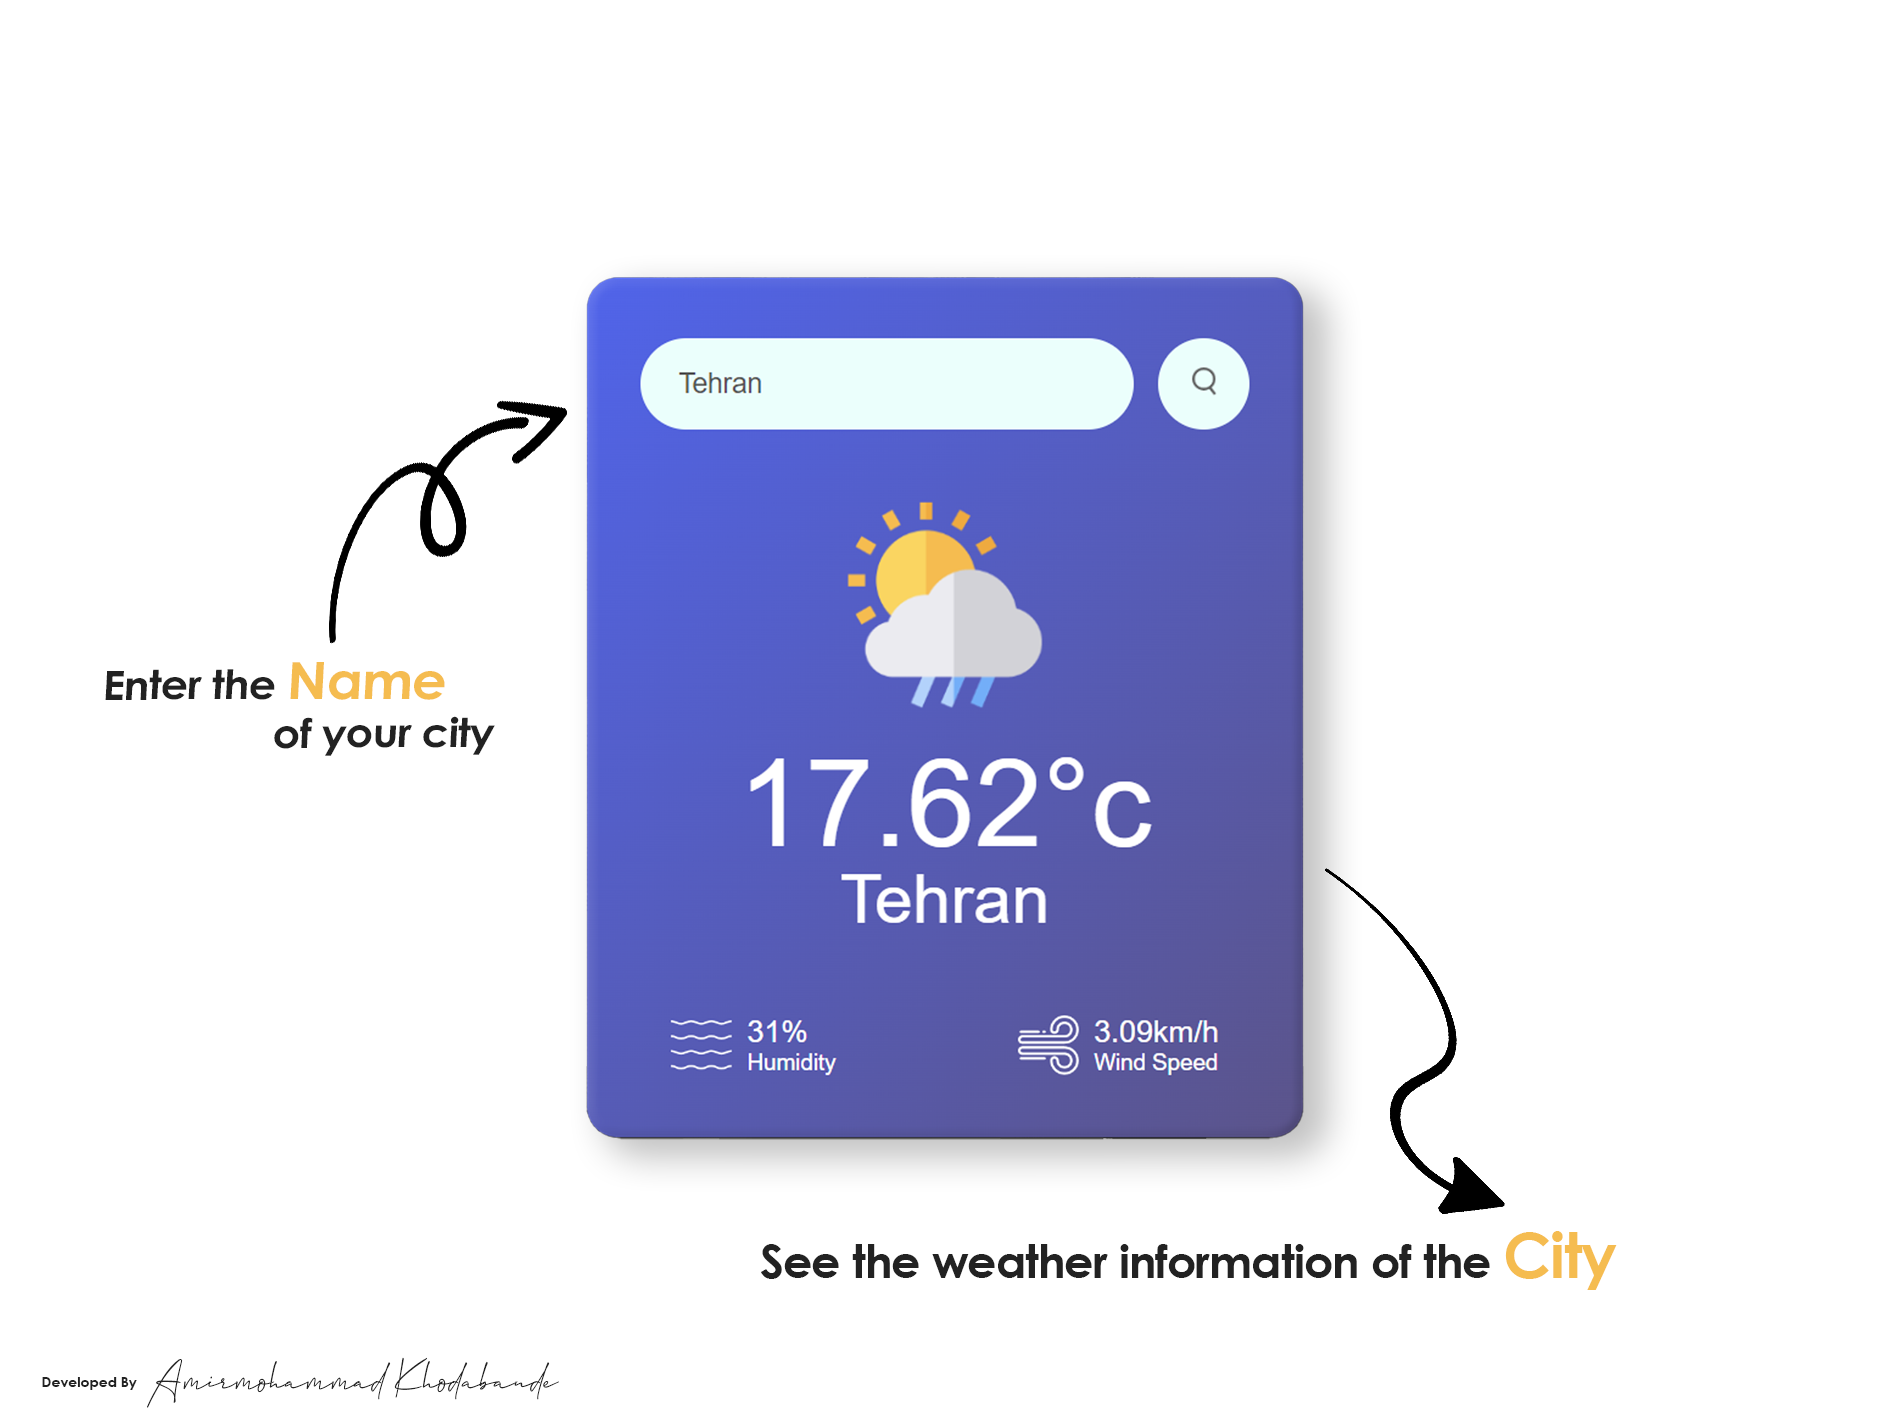 Tehran
Enter the Name
of your city
17.62°c
Tehran
31%
Humidity
3.09km/h
Wind Speed
See the weather information of the City
Developed By Amirmohammad Khodabande